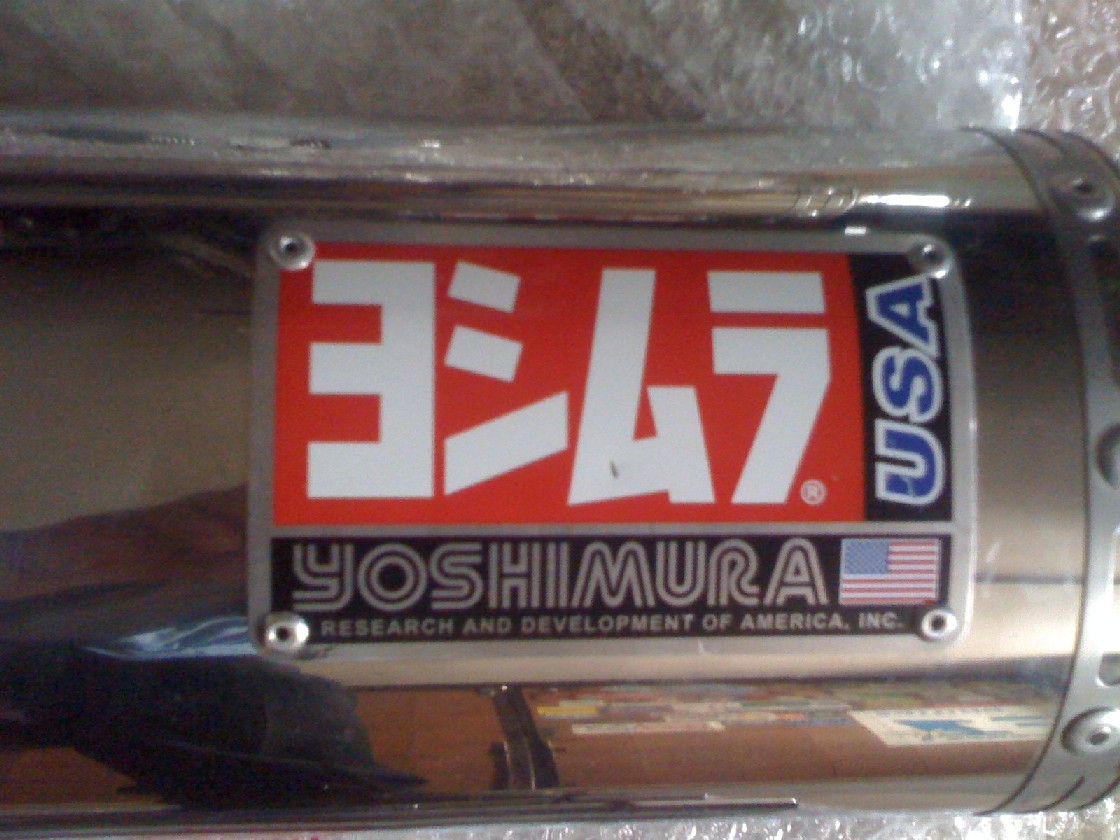 ヨシムラ®
USA
YOSHIMURA
RESEARCH AND DEVELOPMENT OF AMERICA, INC.